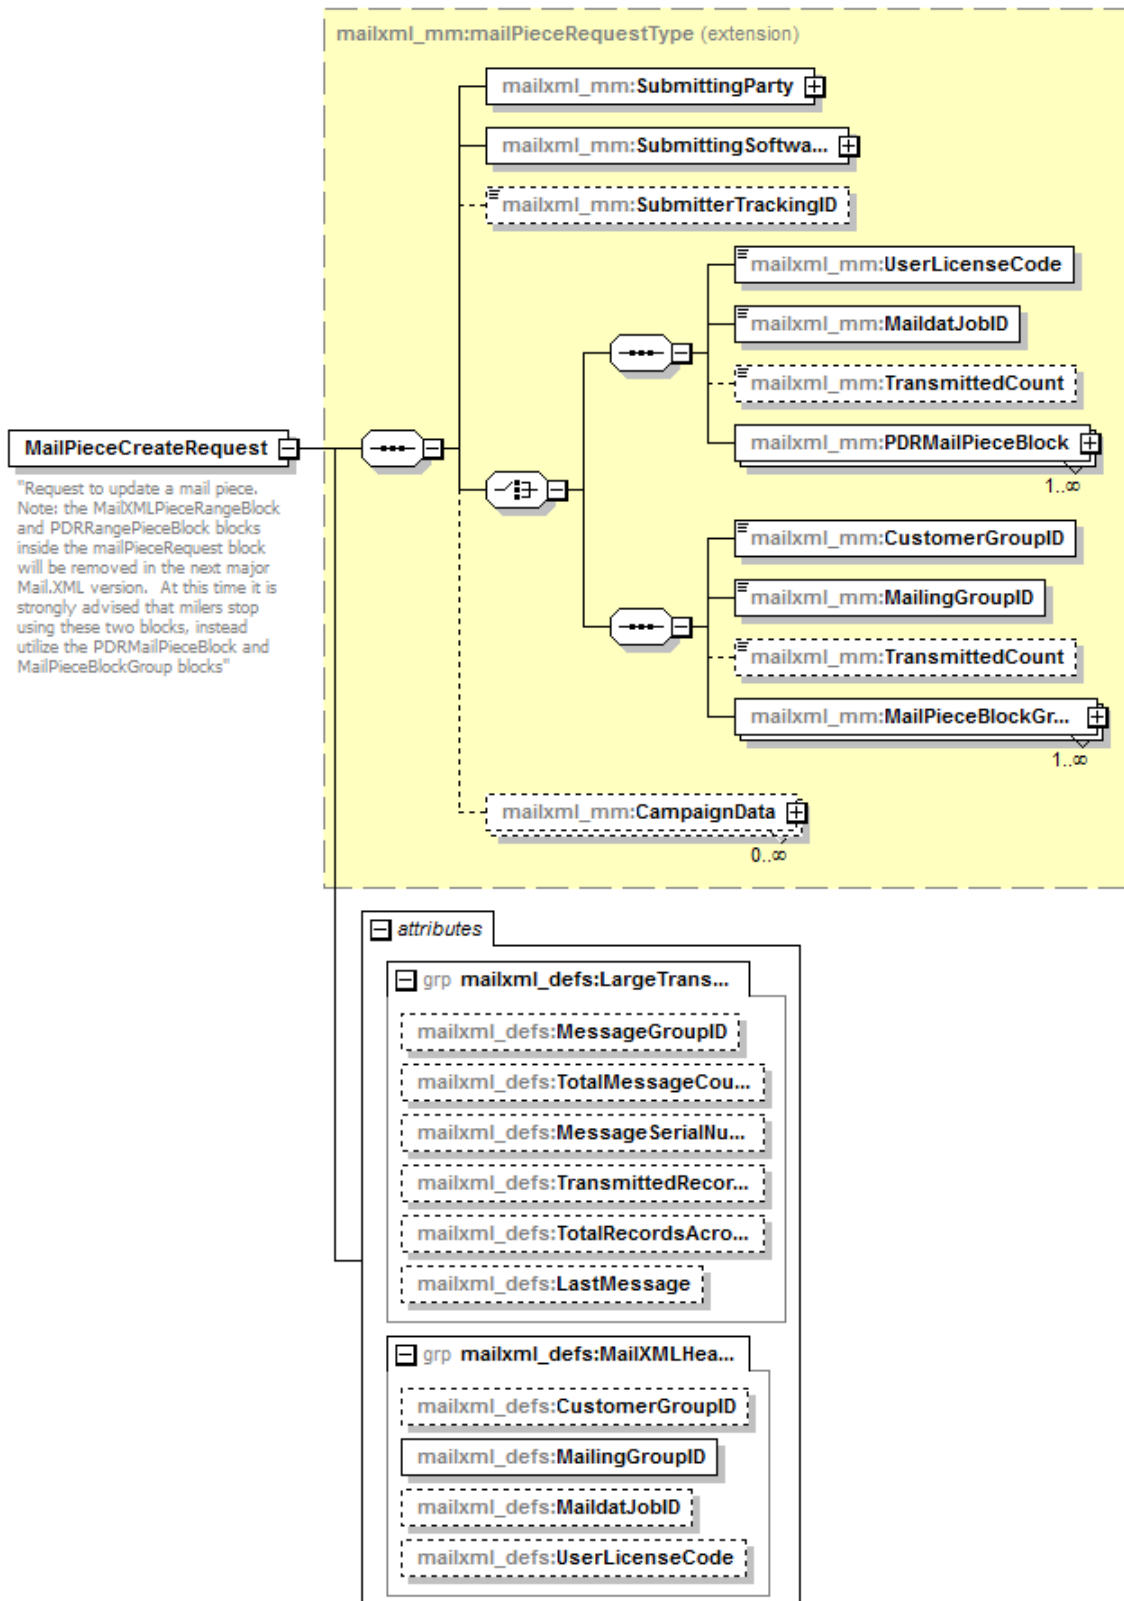 mailxml_mm:mailPieceRequestType (extension)
mailxml_mm:SubmittingParty
mailxml_mm:SubmittingSoftwa...
mailxml_mm:SubmitterTrackingID
mailxml_mm:UserLicenseCode
mailxml_mm:MaildatJobID
mailxml_mm:TransmittedCount
mailxml_mm:PDRMailPieceBlock
1..∞
MailPieceCreateRequest
"Request to update a mail piece.
Note: the MailXMLPieceRangeBlock
and PDRRangePieceBlock blocks
inside the mailPieceRequest block
will be removed in the next major
Mail.XML version.  At this time it is
strongly advised that milers stop
using these two blocks, instead
utilize the PDRMailPieceBlock and
MailPieceBlockGroup blocks"
mailxml_mm:CustomerGroupID
mailxml_mm:MailingGroupID
mailxml_mm:TransmittedCount
mailxml_mm:MailPieceBlockGr...
1..∞
mailxml_mm:CampaignData
0..∞
attributes
grp mailxml_defs:LargeTrans...
mailxml_defs:MessageGroupID
mailxml_defs:TotalMessageCou...
mailxml_defs:MessageSerialNu...
mailxml_defs:TransmittedRecor...
mailxml_defs:TotalRecordsAcro...
mailxml_defs:LastMessage
grp mailxml_defs:MailXMLHea...
mailxml_defs:CustomerGroupID
mailxml_defs:MailingGroupID
mailxml_defs:MaildatJobID
mailxml_defs:UserLicenseCode